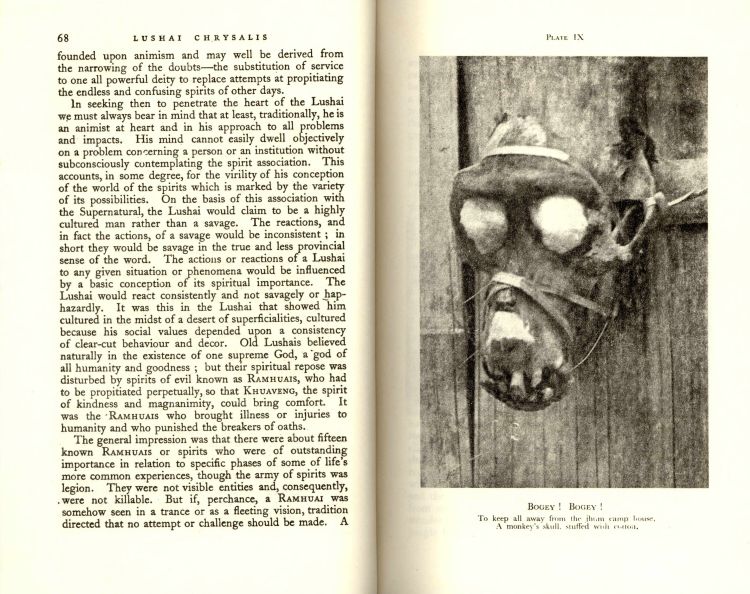 68 LUSHAI CHRYSALIS
founded upon animism and may well be derived from
the narrowing of the doubts—the substitution of service
to one all powerful deity to replace attempts at propitiating
the endless and confusing spirits of other days.
In seeking then to penetrate the heart of the Lushai
we must always bear in mind that at least, traditionally, he is
an animist at heart and in his approach to all problems
and impacts. His mind cannot easily dwell objectively
on a problem concerning a person or an institution without
subconsciously contemplating the spirit association. This
accounts, in some degree, for the virility of his conception
of the world of the spirits which is marked by the variety
of its possibilities. On the basis of this association with
the Supernatural, the Lushai would claim to be a highly
cultured man rather than a savage. The reactions, and
in fact the actions, of a savage would be inconsistent ; in
short they would be savage in the true and less provincial
sense of the word. The actions or reactions of a Lushai
to any given situation or phenomena would be influenced
by a basic conception of its spiritual importance. The
Lushai would react consistently and not savagely or hap-
hazardly. It was this in the Lushai that showed him
cultured in the midst of a desert of superficialities, cultured
because his social values depended upon a consistency
of clear-cut behaviour and decor. Old Lushais believed
naturally in the existence of one supreme God, a god of
all humanity and goodness ; but their spiritual repose was
disturbed by spirits of evil known as RAMHUAIS, who had
to be propitiated perpetually, so that KHUAVENG, the spirit
of kindness and magnanimity, could bring comfort. It
was the RAMHUAIS who brought illness or injuries to
humanity and who punished the breakers of oaths.
The general impression was that there were about fifteen
known RAMHUAIS or spirits who were of outstanding
importance in relation to specific phases of some of life's
more common experiences, though the army of spirits was
legion. They were not visible entities and, consequently,
were not killable. But if, perchance, a RAMHUAI was
somehow seen in a trance or as a fleeting vision, tradition
directed that no attempt or challenge should be made. A
PLATE IX
BOGEY ! BOGEY !
To keep all away from the jhum camp house.
A monkey's skull, stuffed with cotton.